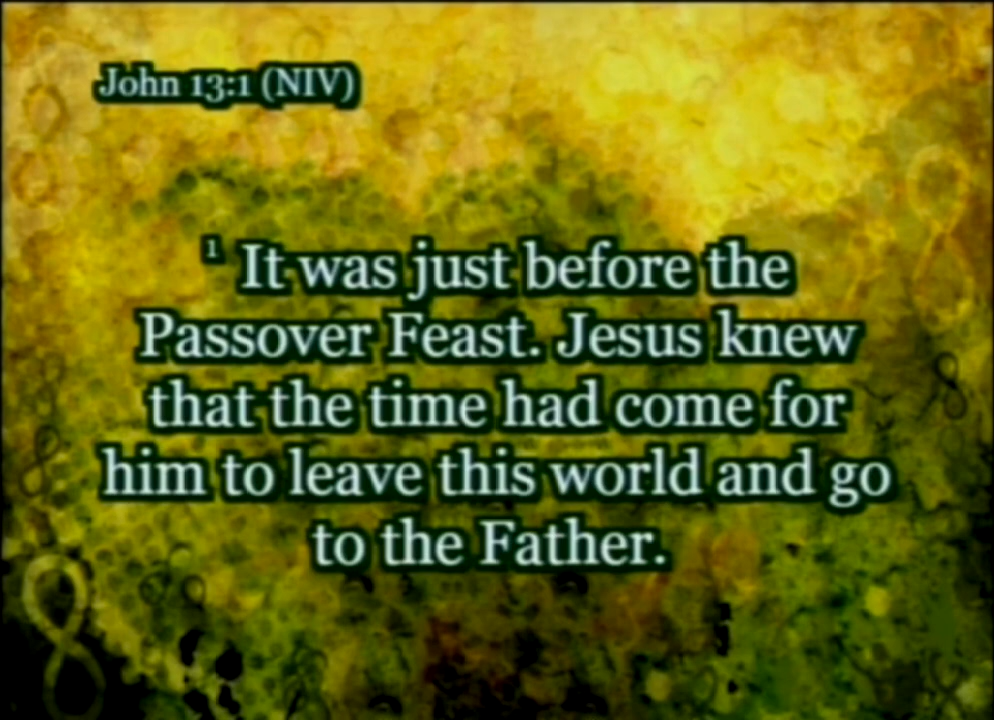 John 13:1 (NIV)
1 It was just before the
Passover Feast. Jesus knew
that the time had come for
him to leave this world and go
to the Father.